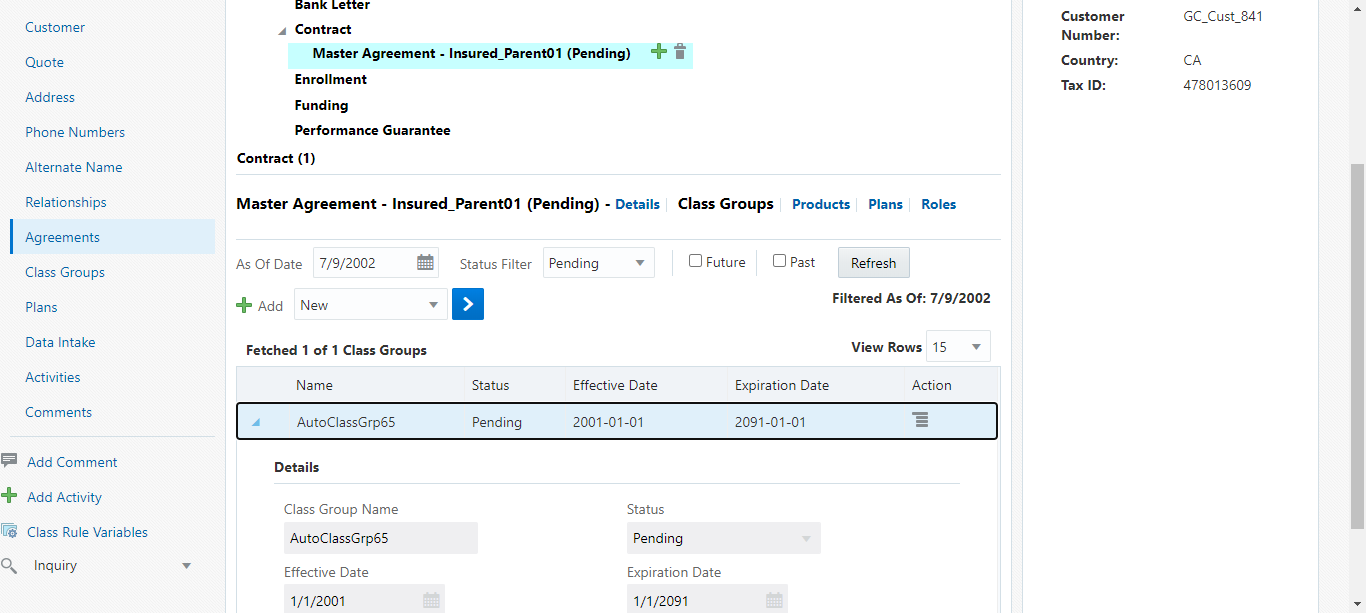 Customer
Quote
Address
Phone Numbers
Alternate Name
Relationships
Agreements
Class Groups
Plans
Data Intake
Activities
Comments
Add Comment
Add Activity
Class Rule Variables
Inquiry
Bank Letter
Contract
Master Agreement - Insured_Parent01 (Pending)
Enrollment
Funding
Performance Guarantee
Contract (1)
Master Agreement - Insured_Parent01 (Pending) - Details Class Groups Products Plans Roles
As Of Date 7/9/2002 Status Filter Pending Future Past Refresh
Add New
Filtered As Of: 7/9/2002
Fetched 1 of 1 Class Groups
View Rows 15
Name Status Effective Date Expiration Date Action
AutoClassGrp65 Pending 2001-01-01 2091-01-01
Details
Class Group Name Status
AutoClassGrp65 Pending
Effective Date Expiration Date
1/1/2001 1/1/2091
Customer GC_Cust_841
Number:
Country: CA
Tax ID: 478013609